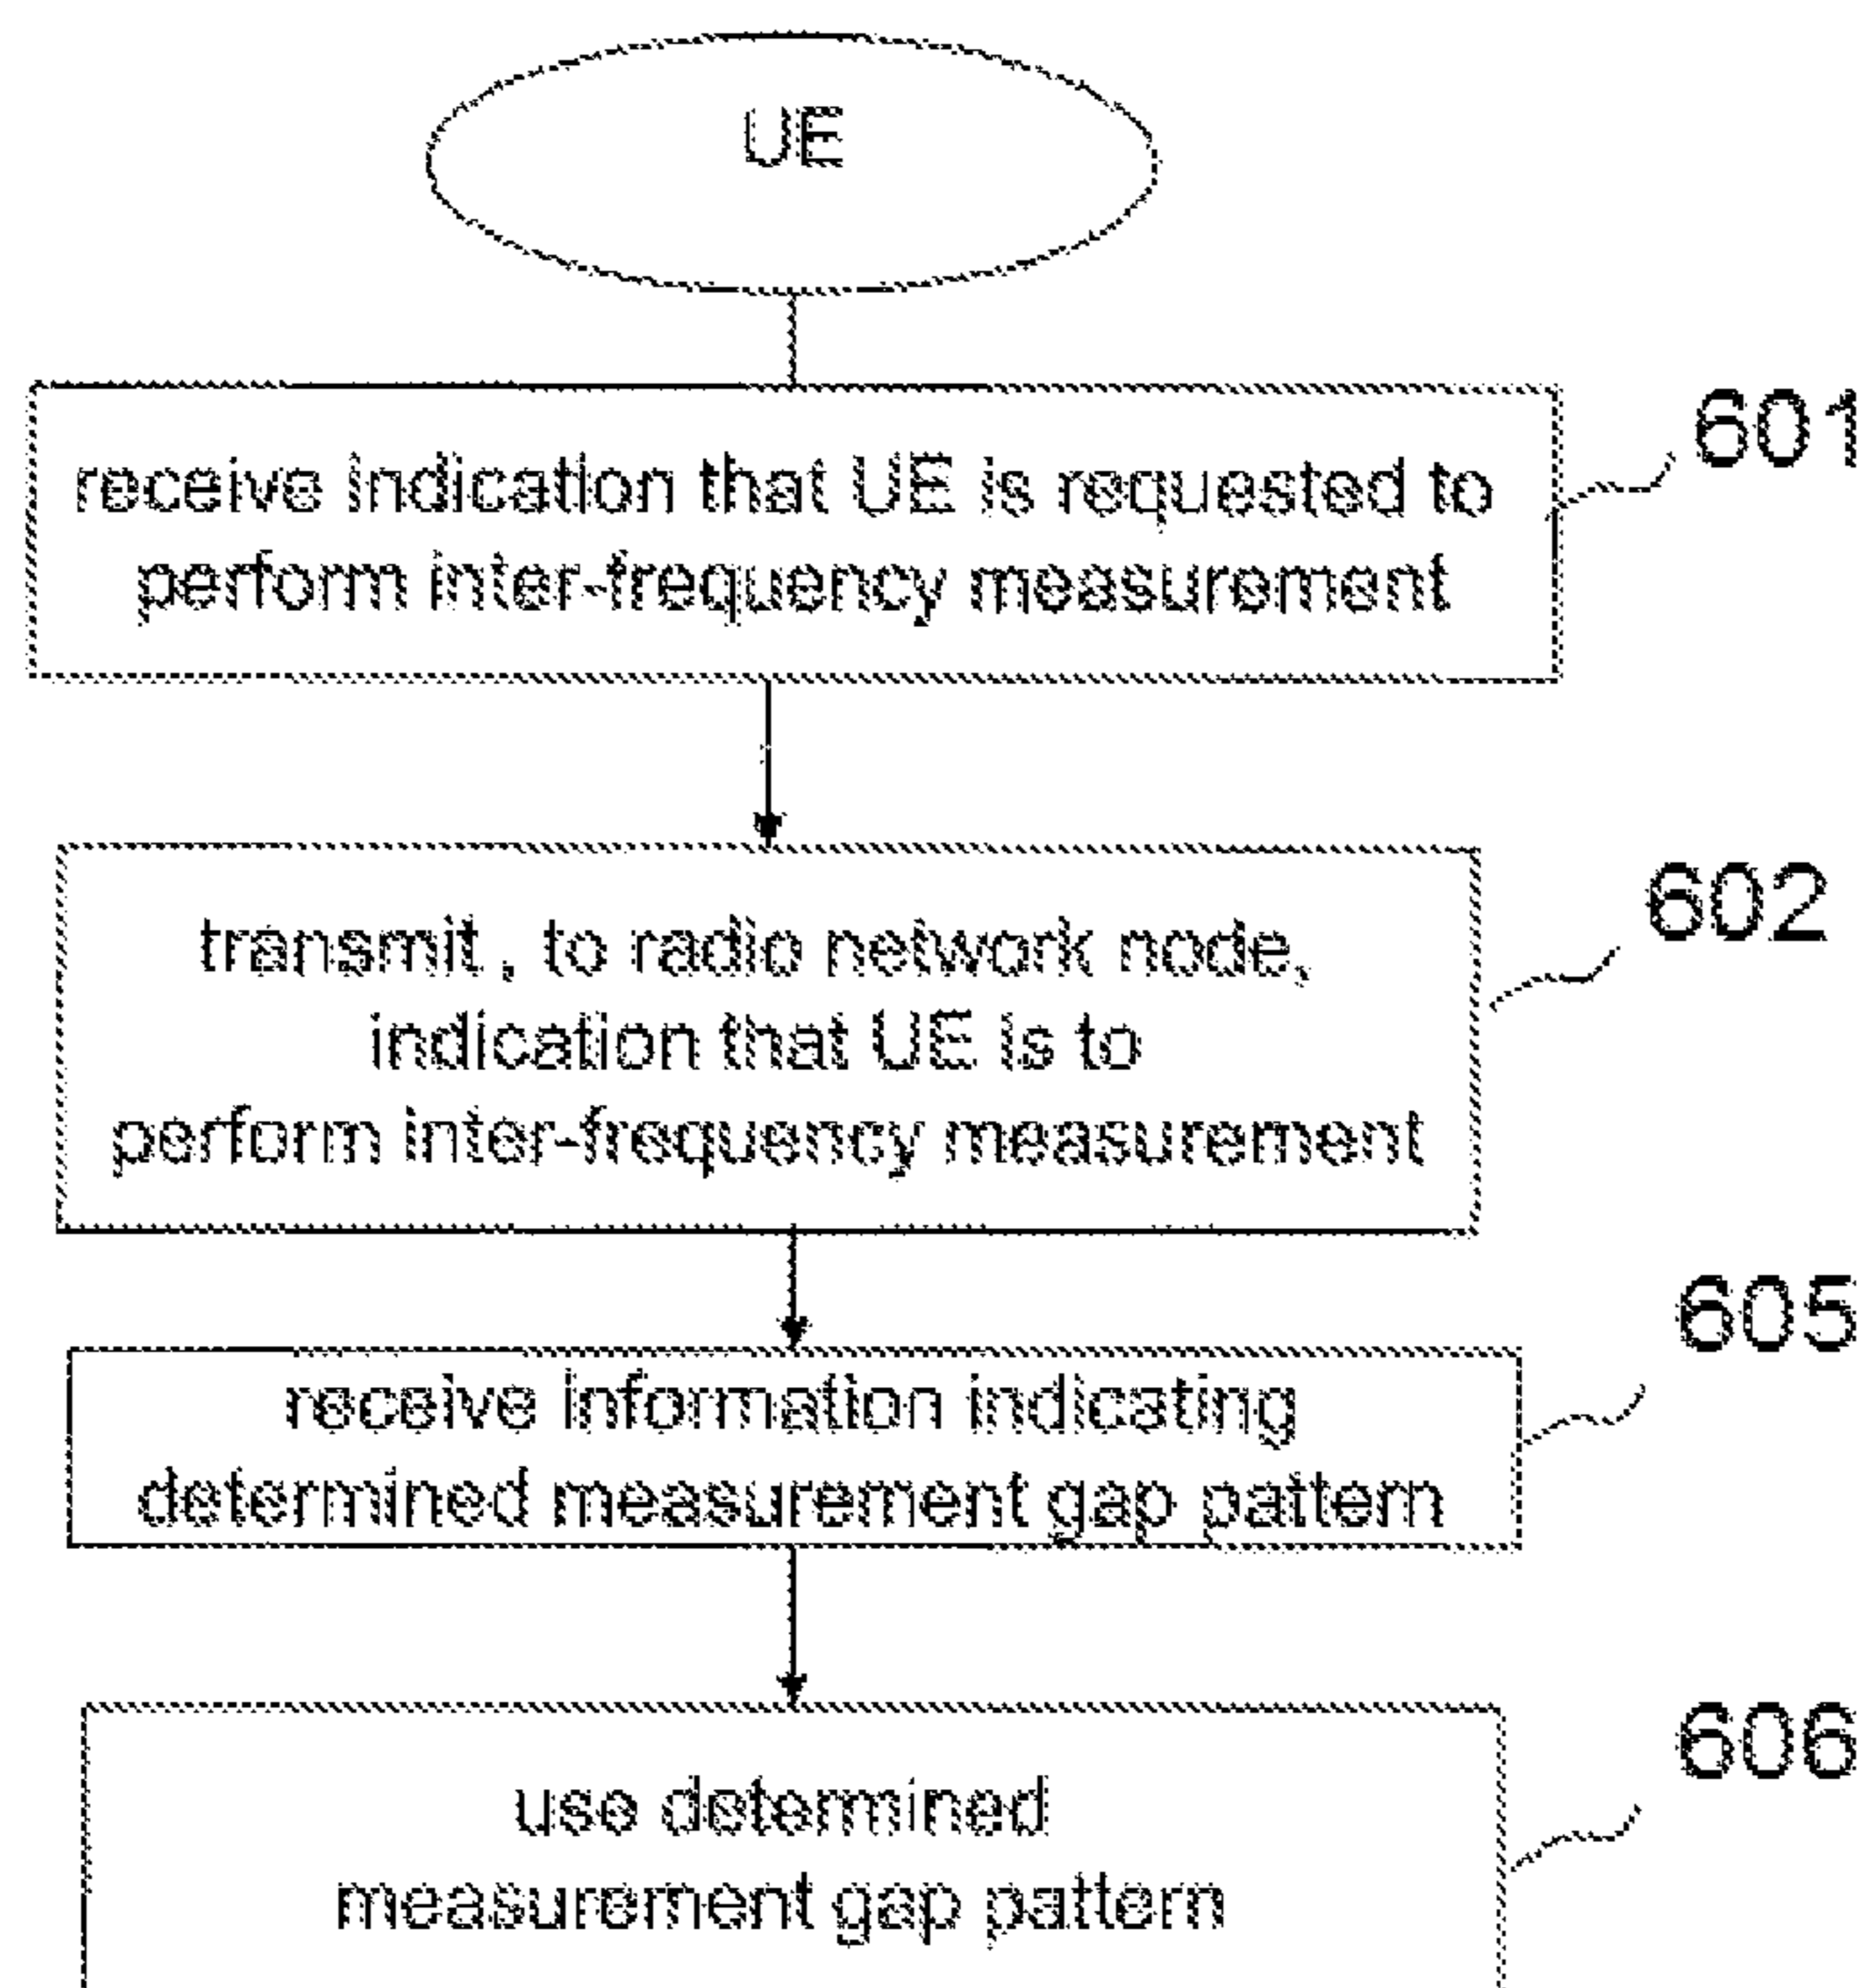 UE
601
receive indication that UE is requested to
perform inter-frequency measurement
602
transmit , to radio network node,
indication that UE is to
perform inter-frequency measurement
605
receive information indicating
determined measurement gap pattern
606
use determined
measurement gap pattern